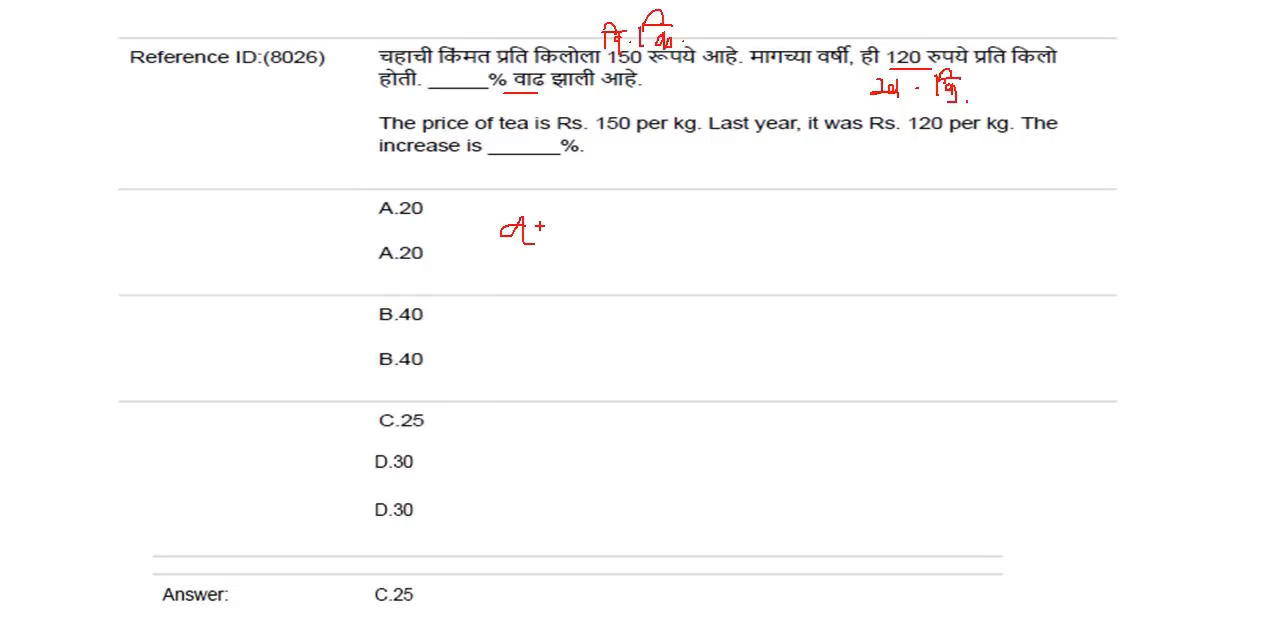 Reference ID:(8026) चहाची किंमत प्रति किलोला 150 रूपये आहे. मागच्या वर्षी, ही 120 रुपये प्रति किलो
होती. ______% वाढ झाली आहे.
The price of tea is Rs. 150 per kg. Last year, it was Rs. 120 per kg. The
increase is _______%.
A.20
A.20
B.40
B.40
C.25
D.30
D.30
Answer: C.25